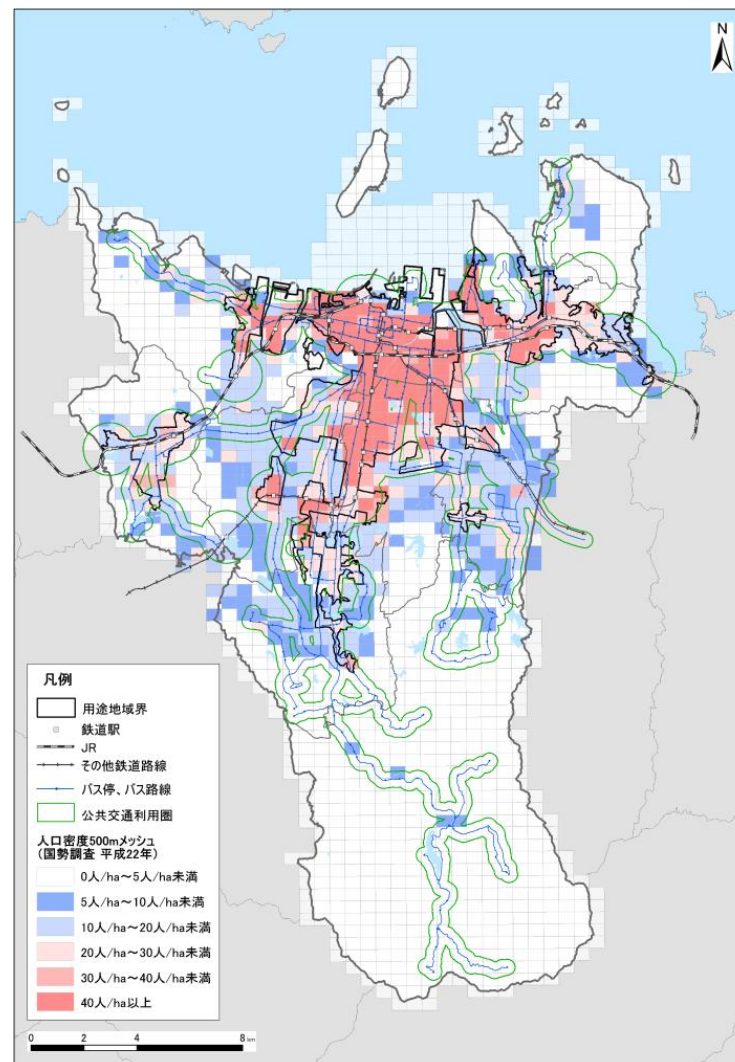 N
凡例
用途地域界
鉄道駅
JR
その他鉄道路線
バス停、バス路線
公共交通利用圏
人口密度500mメッシュ
(国勢調査 平成22年)
0人/ha～5人/ha未満
5人/ha～10人/ha未満
10人/ha～20人/ha未満
20人/ha～30人/ha未満
30人/ha～40人/ha未満
40人/ha以上
0 2 4 8 km